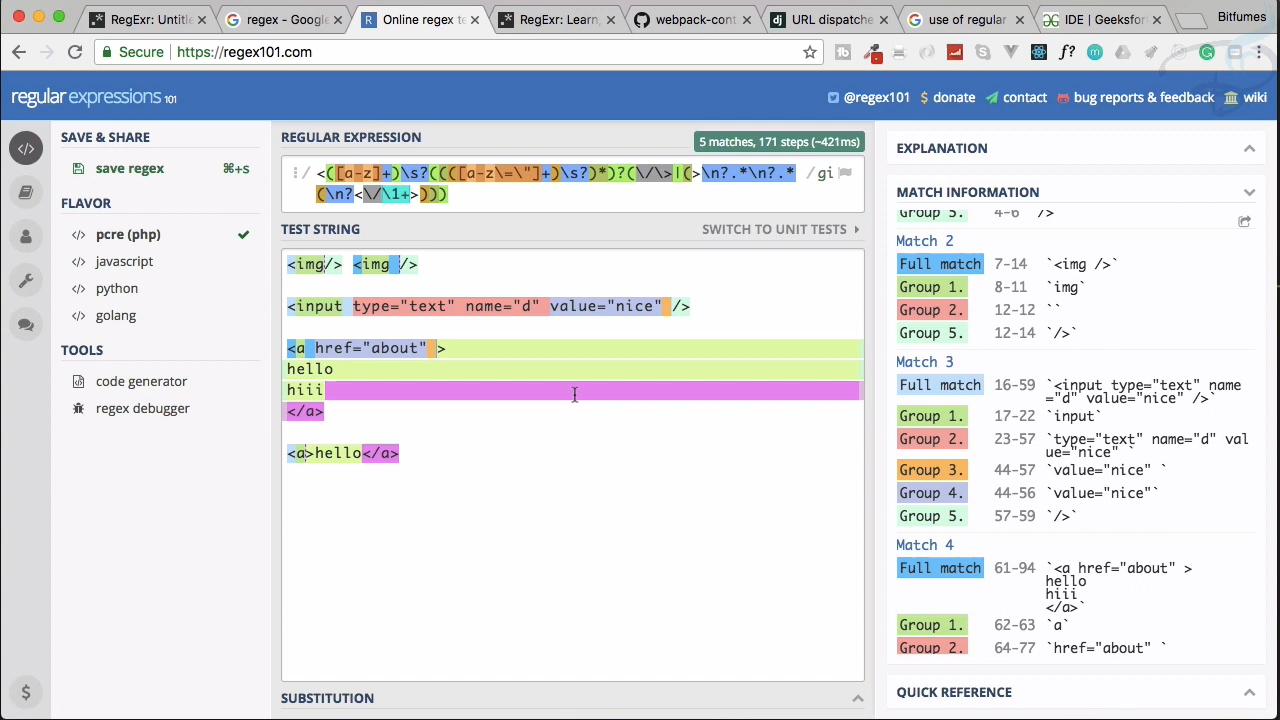 RegExr: Untitle
regex - Google
Online regex te
RegExr: Learn,
webpack-cont
URL dispatche
use of regular
IDE | Geeksfor
Bitfumes
Secure | https://regex101.com
regular expressions 101
@regex101
$ donate
contact
bug reports & feedback
wiki
SAVE & SHARE
save regex
⌘+s
FLAVOR
</> pcre (php)
</> javascript
</> python
</> golang
TOOLS
code generator
regex debugger
$
REGULAR EXPRESSION
5 matches, 171 steps (~421ms)
/ <([a-z]+)\s?((([a-z\=\"]+)\s?)*)?(\/\>|(>\n?.*\n?.* / gi
(\n?<\/\1+>)))
TEST STRING
SWITCH TO UNIT TESTS
<img/> <img />
<input type="text" name="d" value="nice" />
<a href="about" >
hello
hiii
</a>
<a>hello</a>
SUBSTITUTION
EXPLANATION
MATCH INFORMATION
Group 5. 4-6 />
Match 2
Full match 7-14 `<img />`
Group 1. 8-11 `img`
Group 2. 12-12 ``
Group 5. 12-14 `/>`
Match 3
Full match 16-59 `<input type="text" nam
e="d" value="nice" />`
Group 1. 17-22 `input`
Group 2. 23-57 `type="text" name="d" val
ue="nice" `
Group 3. 44-57 `value="nice" `
Group 4. 44-56 `value="nice"`
Group 5. 57-59 `/>`
Match 4
Full match 61-94 `<a href="about" >
hello
hiii
</a>`
Group 1. 62-63 `a`
Group 2. 64-77 `href="about" `
QUICK REFERENCE